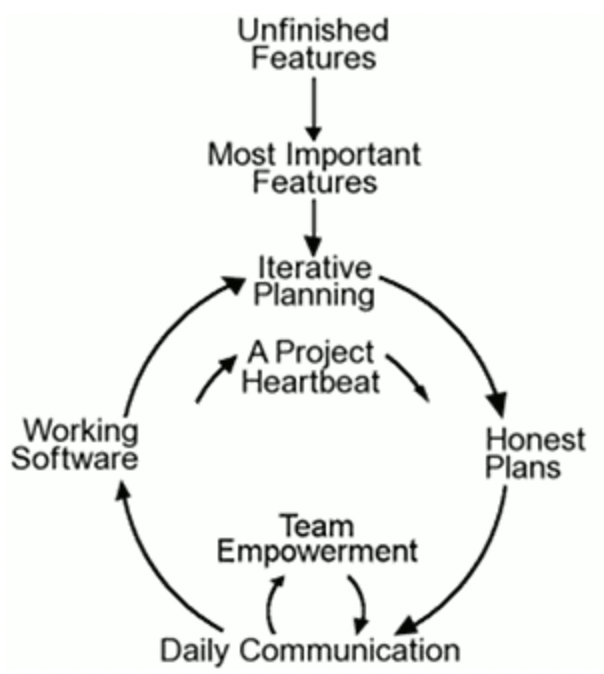 Unfinished
Features
Most Important
Features
Iterative
Planning
A Project
Heartbeat
Working
Software
Honest
Plans
Team
Empowerment
Daily Communication